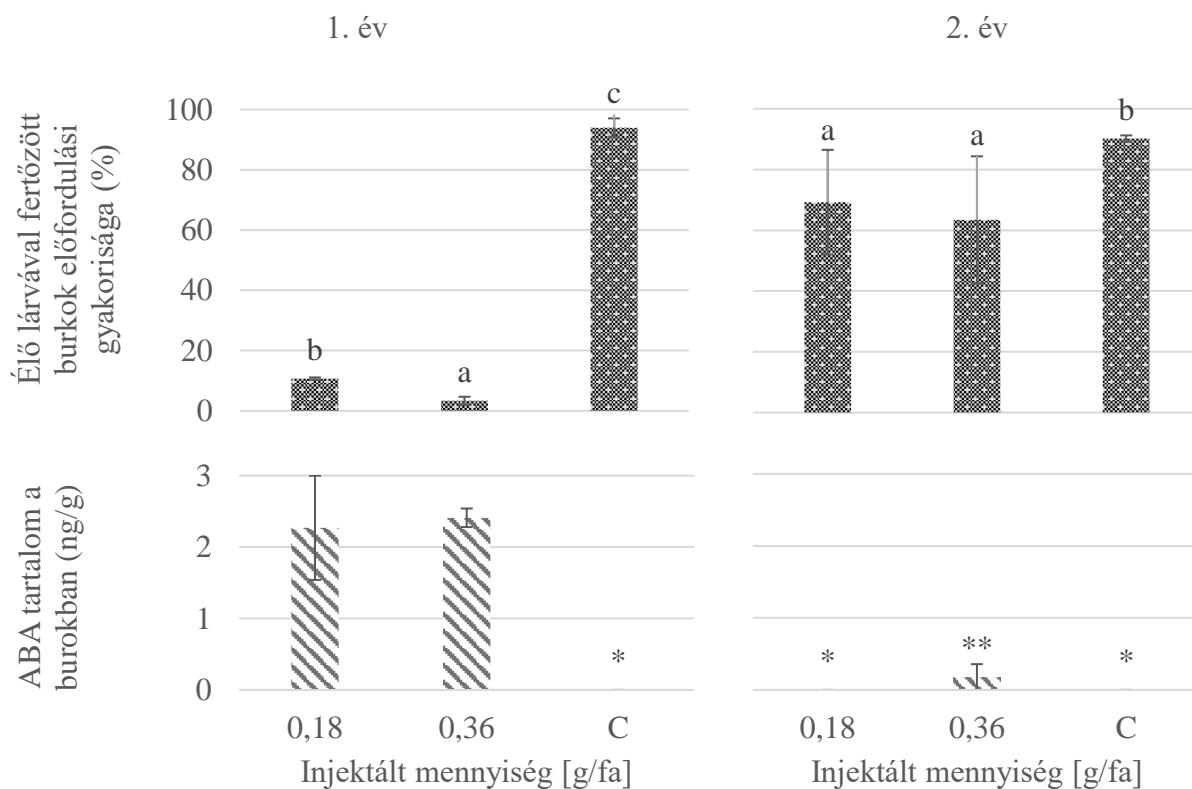 1. év
2. év
Élő lárvával fertőzött
burkok előfordulási
gyakorisága (%)
100
80
60
40
20
0
b
a
c
a
a
b
ABA tartalom a
burokban (ng/g)
3
2
1
0
*
*
**
*
0,18
0,36
C
0,18
0,36
C
Injektált mennyiség [g/fa]
Injektált mennyiség [g/fa]